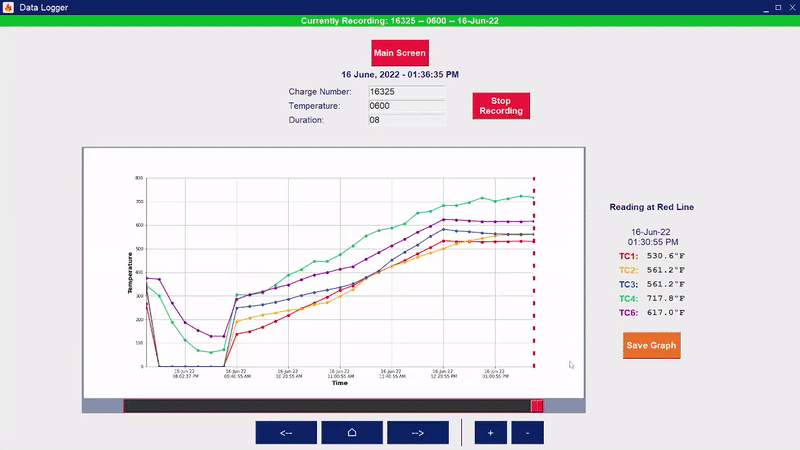 Data Logger
Currently Recording: 16325 -- 0600 -- 16-Jun-22
Main Screen
16 June, 2022 - 01:36:35 PM
Charge Number: 16325
Temperature: 0600
Duration: 08
Stop
Recording
800
700
600
500
400
300
200
100
0
Temperature
15-Jun-22
08:02:37 PM
16-Jun-22
09:40:55 AM
16-Jun-22
10:20:55 AM
16-Jun-22
11:00:55 AM
16-Jun-22
11:40:55 AM
16-Jun-22
12:20:55 PM
16-Jun-22
01:00:55 PM
Time
Reading at Red Line
16-Jun-22
01:30:55 PM
TC1: 530.6°F
TC2: 561.2°F
TC3: 561.2°F
TC4: 717.8°F
TC6: 617.0°F
Save Graph
<--
-->
+
-